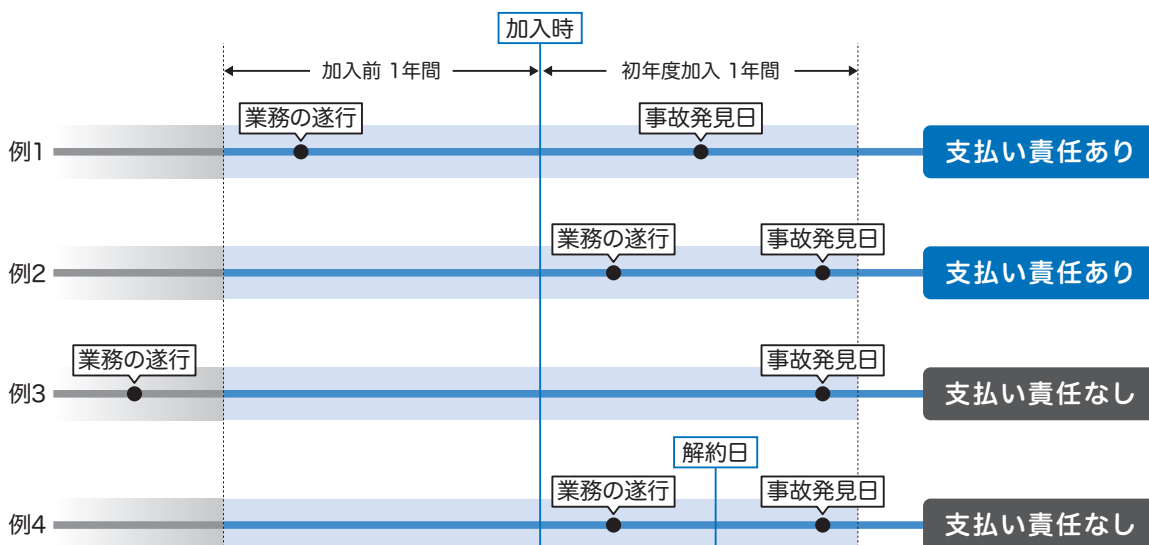 加入時
加入前 1年間
初年度加入 1年間
業務の遂行
事故発見日
例1
支払い責任あり
業務の遂行
事故発見日
例2
支払い責任あり
業務の遂行
事故発見日
例3
支払い責任なし
解約日
業務の遂行
事故発見日
例4
支払い責任なし